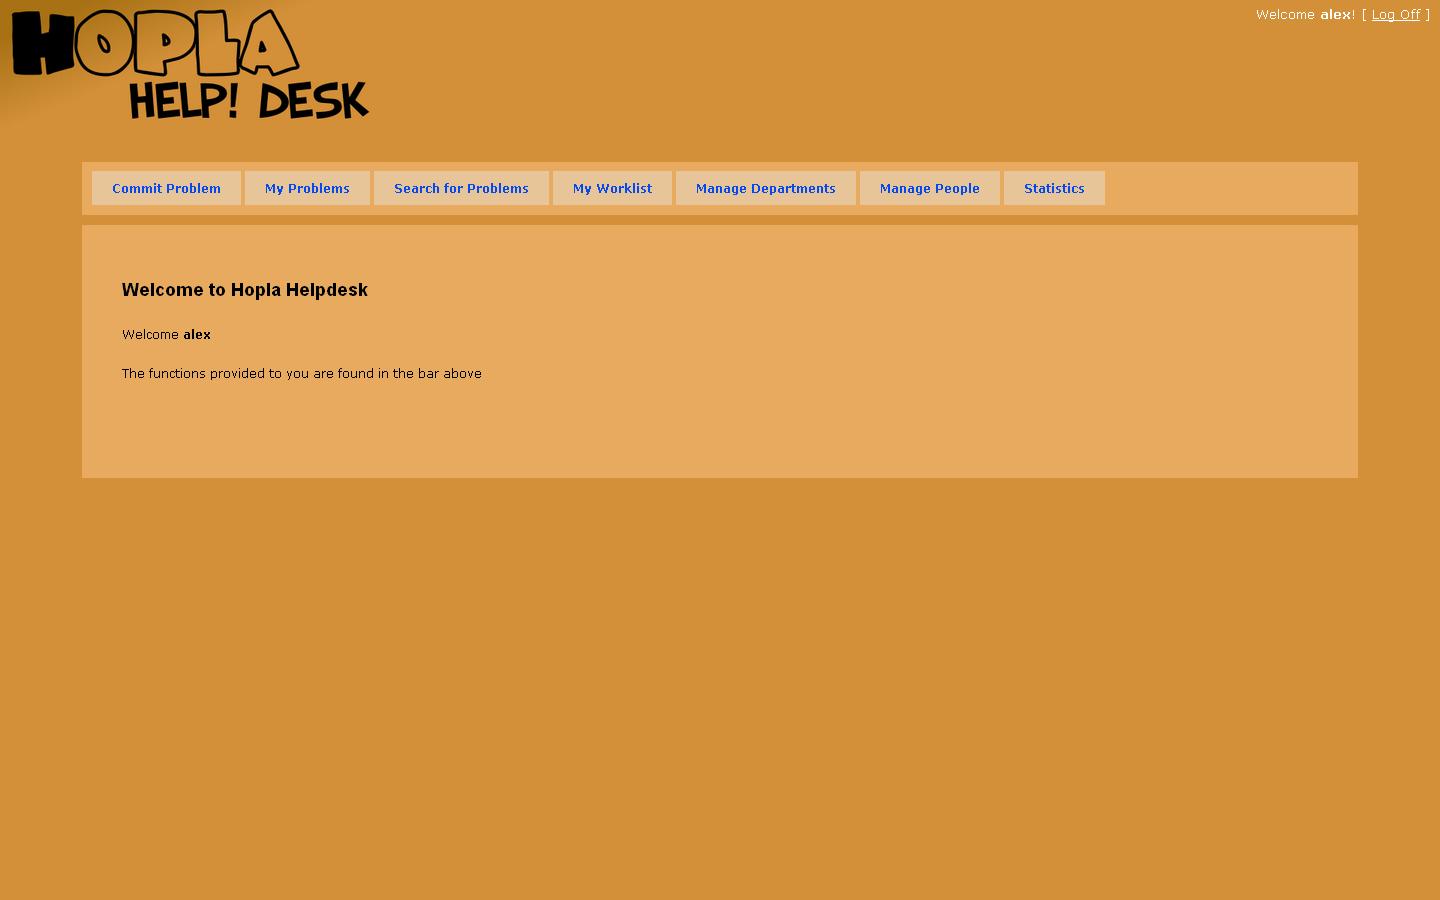 HOPLA
HELP! DESK
Welcome alex! [ Log Off ]
Commit Problem
My Problems
Search for Problems
My Worklist
Manage Departments
Manage People
Statistics
Welcome to Hopla Helpdesk
Welcome alex
The functions provided to you are found in the bar above